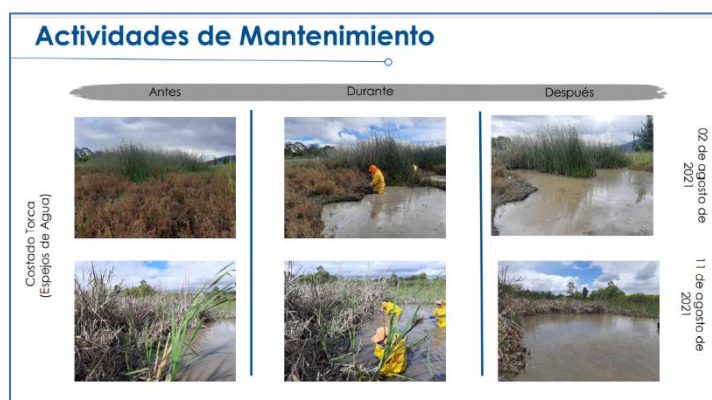 Actividades de Mantenimiento
Antes
Durante
Después
Costado Torca
(Espejos de Agua)
02 de agosto de
2021
11 de agosto de
2021